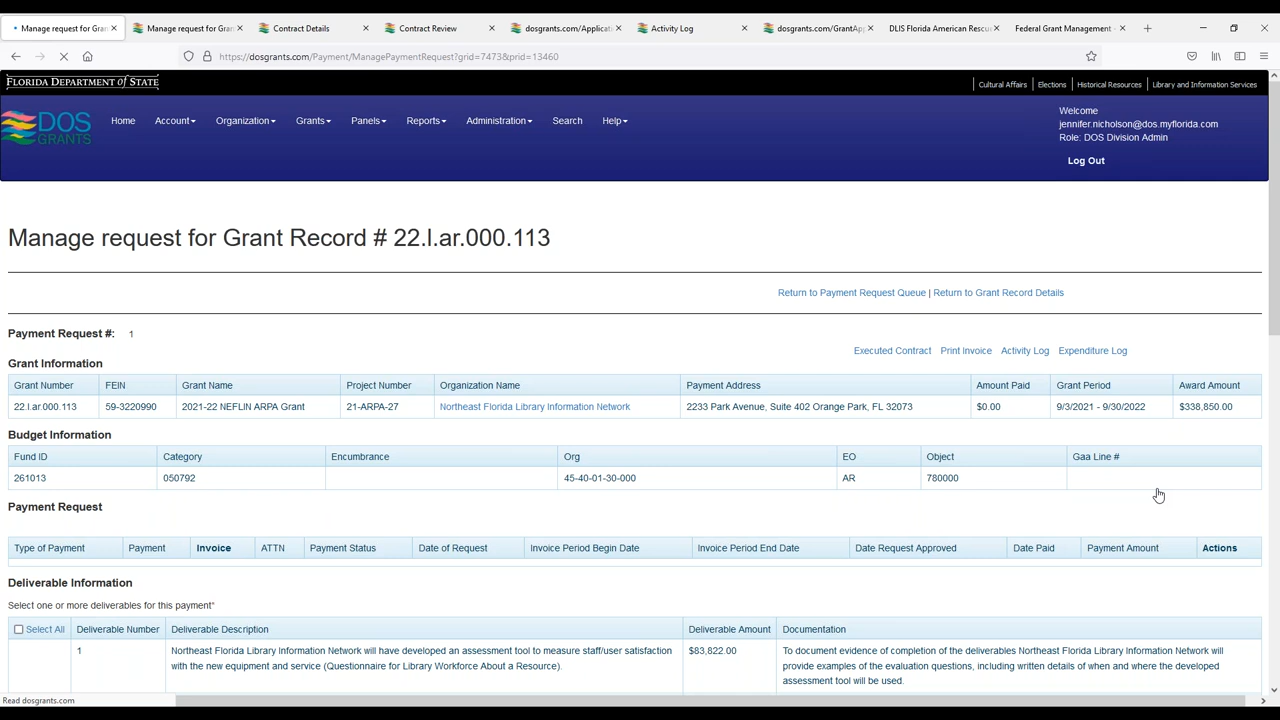 Manage request for Gran
Manage request for Gran
Contract Details
Contract Review
dosgrants.com/Applicati
Activity Log
dosgrants.com/GrantApp
DLIS Florida American Rescu
Federal Grant Management -
https://dosgrants.com/Payment/ManagePaymentRequest?grid=7473&prid=13460
FLORIDA DEPARTMENT OF STATE
Cultural Affairs
Elections
Historical Resources
Library and Information Services
DOS
GRANTS
Home
Account
Organization
Grants
Panels
Reports
Administration
Search
Help
Welcome
jennifer.nicholson@dos.myflorida.com
Role: DOS Division Admin
Log Out
Manage request for Grant Record # 22.l.ar.000.113
Return to Payment Request Queue | Return to Grant Record Details
Payment Request #: 1
Executed Contract Print Invoice Activity Log Expenditure Log
Grant Information
Grant Number FEIN Grant Name Project Number Organization Name Payment Address Amount Paid Grant Period Award Amount
22.l.ar.000.113 59-3220990 2021-22 NEFLIN ARPA Grant 21-ARPA-27 Northeast Florida Library Information Network 2233 Park Avenue, Suite 402 Orange Park, FL 32073 $0.00 9/3/2021 - 9/30/2022 $338,850.00
Budget Information
Fund ID Category Encumbrance Org EO Object Gaa Line #
261013 050792 45-40-01-30-000 AR 780000
Payment Request
Type of Payment Payment Invoice ATTN Payment Status Date of Request Invoice Period Begin Date Invoice Period End Date Date Request Approved Date Paid Payment Amount Actions
Deliverable Information
Select one or more deliverables for this payment*
Select All Deliverable Number Deliverable Description Deliverable Amount Documentation
1 Northeast Florida Library Information Network will have developed an assessment tool to measure staff/user satisfaction $83,822.00 To document evidence of completion of the deliverables Northeast Florida Library Information Network will
with the new equipment and service (Questionnaire for Library Workforce About a Resource). provide examples of the evaluation questions, including written details of when and where the developed
assessment tool will be used.
Read dosgrants.com